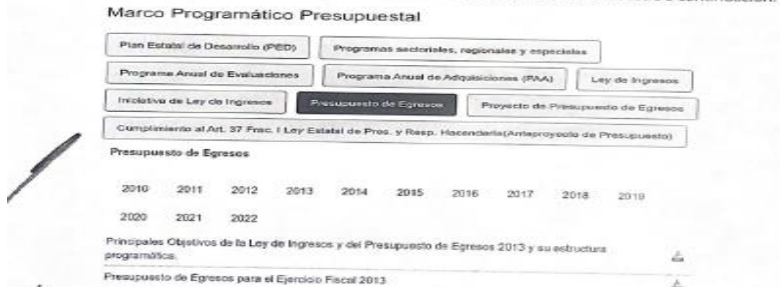 Marco Programático Presupuestal
Plan Estatal de Desarrollo (PED) Programas sectoriales, regionales y especiales
Programa Anual de Evaluaciones Programa Anual de Adquisiciones (PAA) Ley de Ingresos
Iniciativa de Ley de Ingresos Presupuesto de Egresos Proyecto de Presupuesto de Egresos
Cumplimiento al Art. 37 Frac. I Ley Estatal de Pres. y Resp. Hacendaria(Anteproyecto de Presupuesto)
Presupuesto de Egresos
2010 2011 2012 2013 2014 2015 2016 2017 2018 2019
2020 2021 2022
Principales Objetivos de la Ley de Ingresos y del Presupuesto de Egresos 2013 y su estructura
programática.
Presupuesto de Egresos para el Ejercicio Fiscal 2013